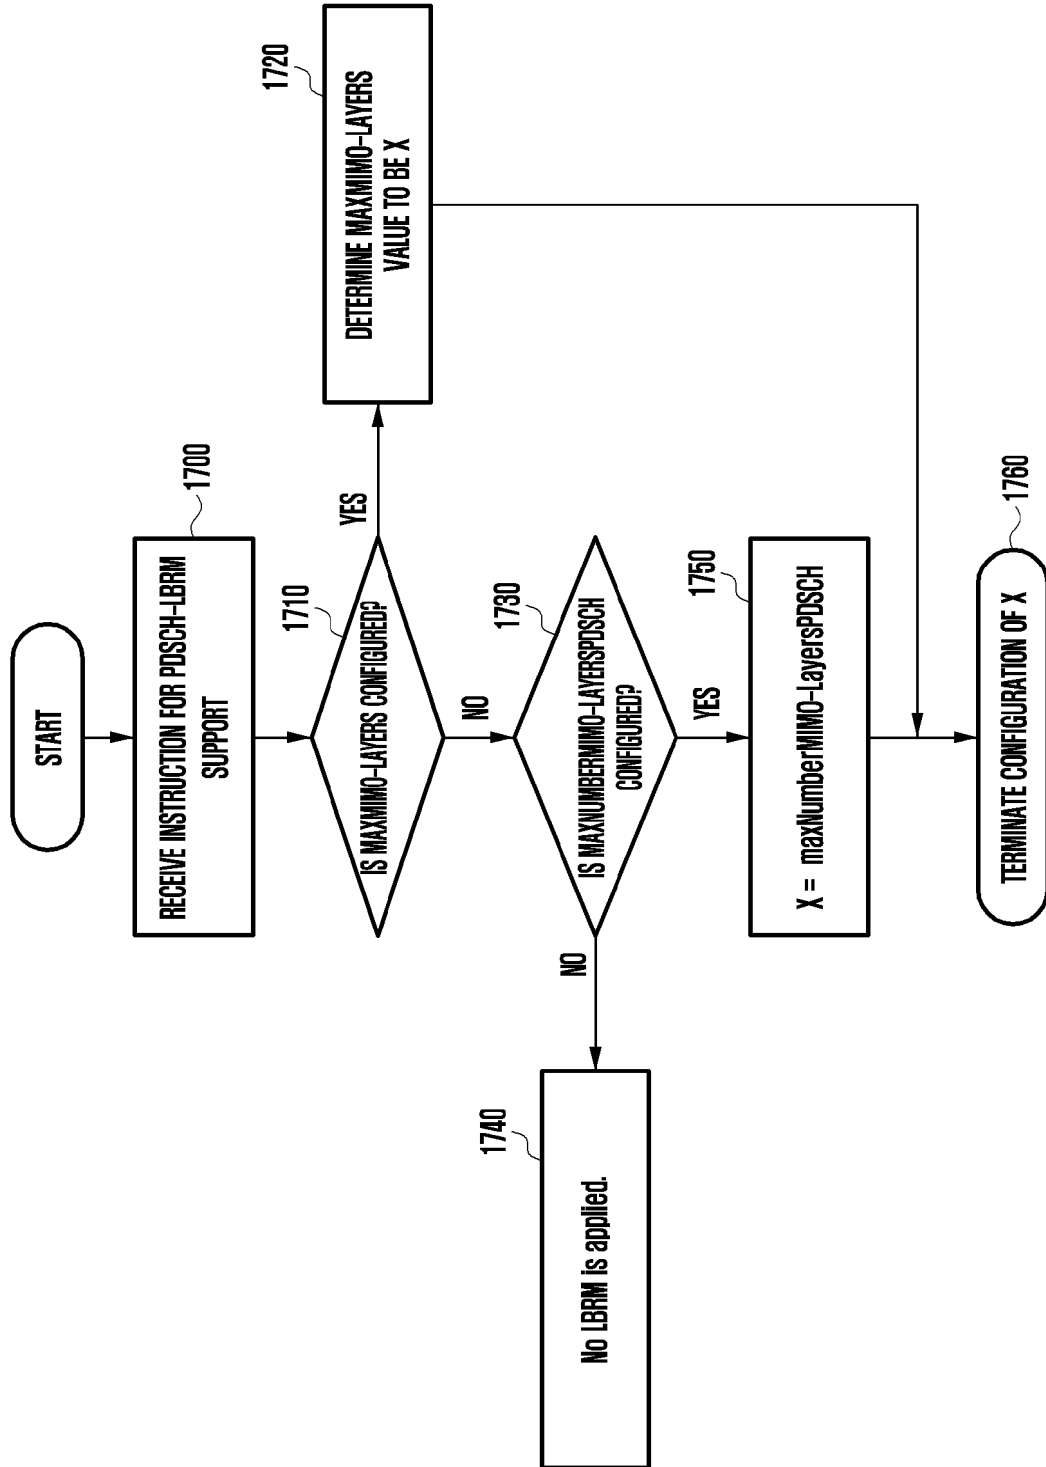 START
RECEIVE INSTRUCTION FOR PDSCH-LBRM
SUPPORT
1700
IS MAXMIMO-LAYERS CONFIGURED?
1710
YES
DETERMINE MAXMIMO-LAYERS
VALUE TO BE X
1720
NO
IS MAXNUMBERMIMO-LAYERSPDSCH
CONFIGURED?
1730
NO
No LBRM is applied.
1740
YES
X = maxNumberMIMO-LayersPDSCH
1750
TERMINATE CONFIGURATION OF X
1760